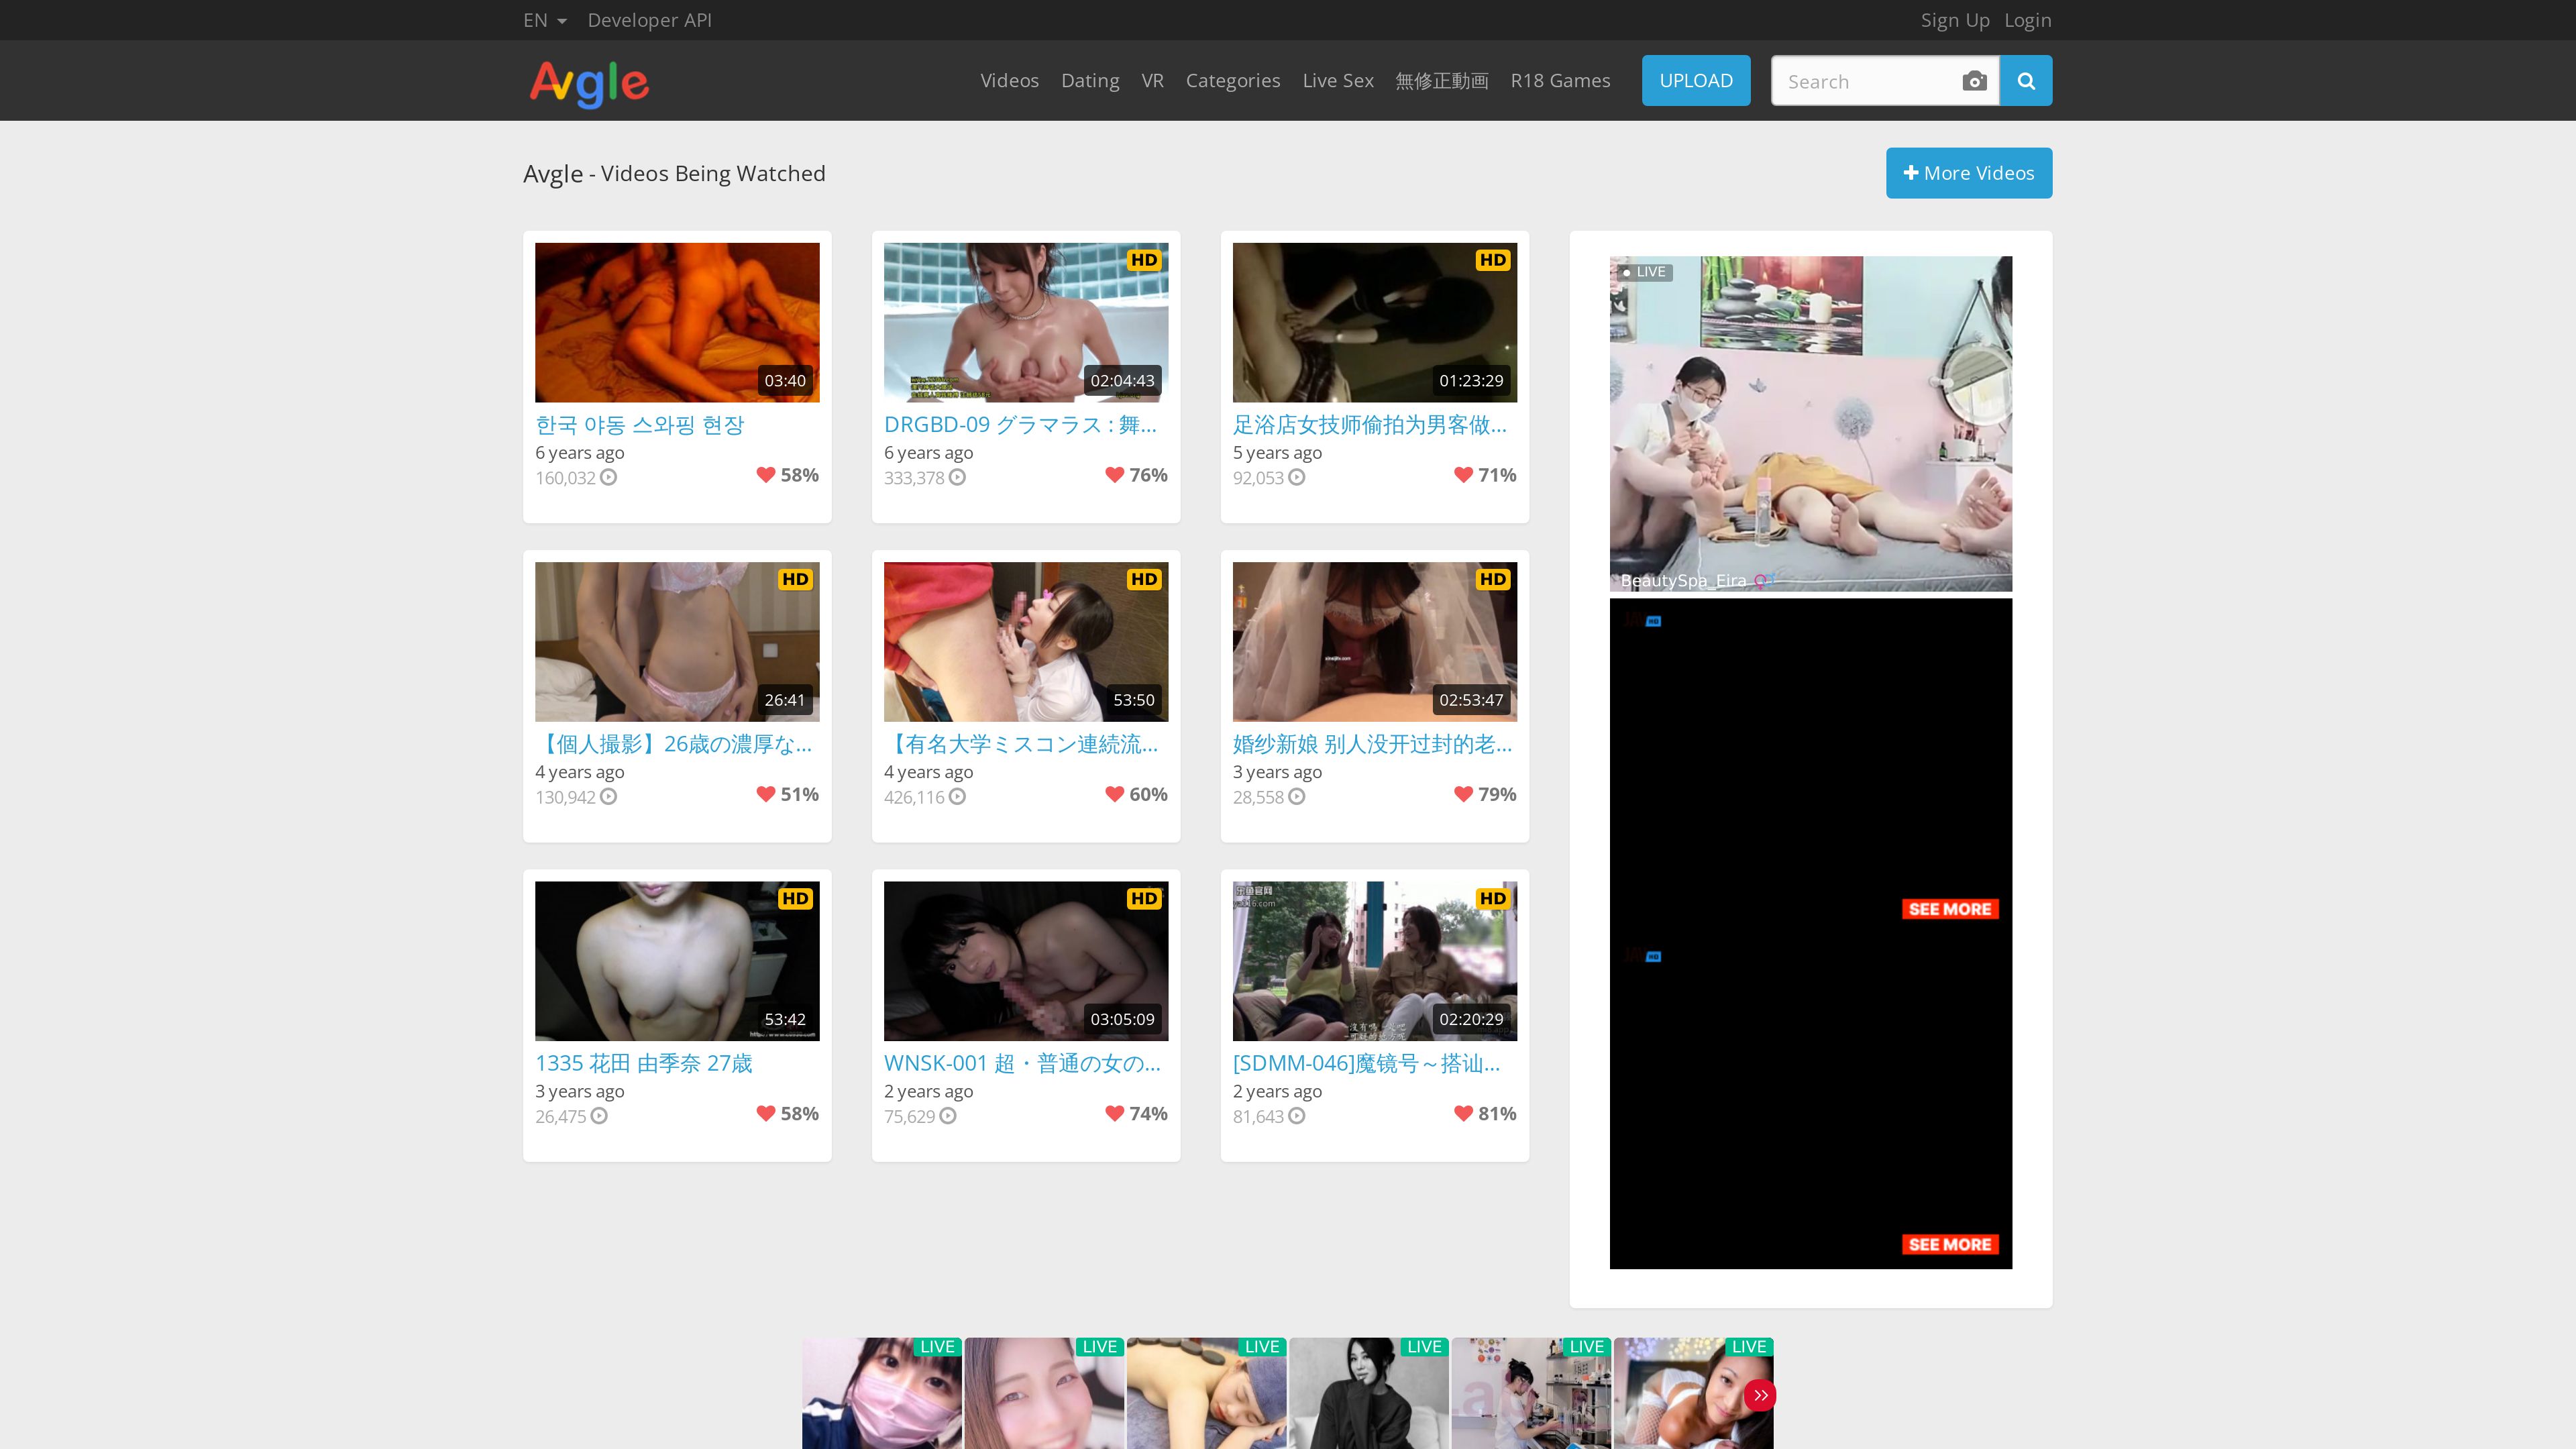 EN Developer API Sign Up Login
Avgle Videos Dating VR Categories Live Sex 無修正動画 R18 Games UPLOAD Search
Avgle - Videos Being Watched
More Videos
03:40
한국 야동 스와핑 현장
6 years ago
160,032 58%
HD
02:04:43
DRGBD-09 グラマラス : 舞...
6 years ago
333,378 76%
HD
01:23:29
足浴店女技师偷拍为男客做...
5 years ago
92,053 71%
LIVE
BeautySpa_Eira
HD
26:41
【個人撮影】26歳の濃厚な...
4 years ago
130,942 51%
HD
53:50
【有名大学ミスコン連続流...
4 years ago
426,116 60%
HD
02:53:47
婚纱新娘 别人没开过封的老...
3 years ago
28,558 79%
SEE MORE
HD
53:42
1335 花田 由季奈 27歳
3 years ago
26,475 58%
HD
03:05:09
WNSK-001 超・普通の女の...
2 years ago
75,629 74%
HD
02:20:29
[SDMM-046]魔镜号～搭讪...
2 years ago
81,643 81%
SEE MORE
LIVE LIVE LIVE LIVE LIVE LIVE